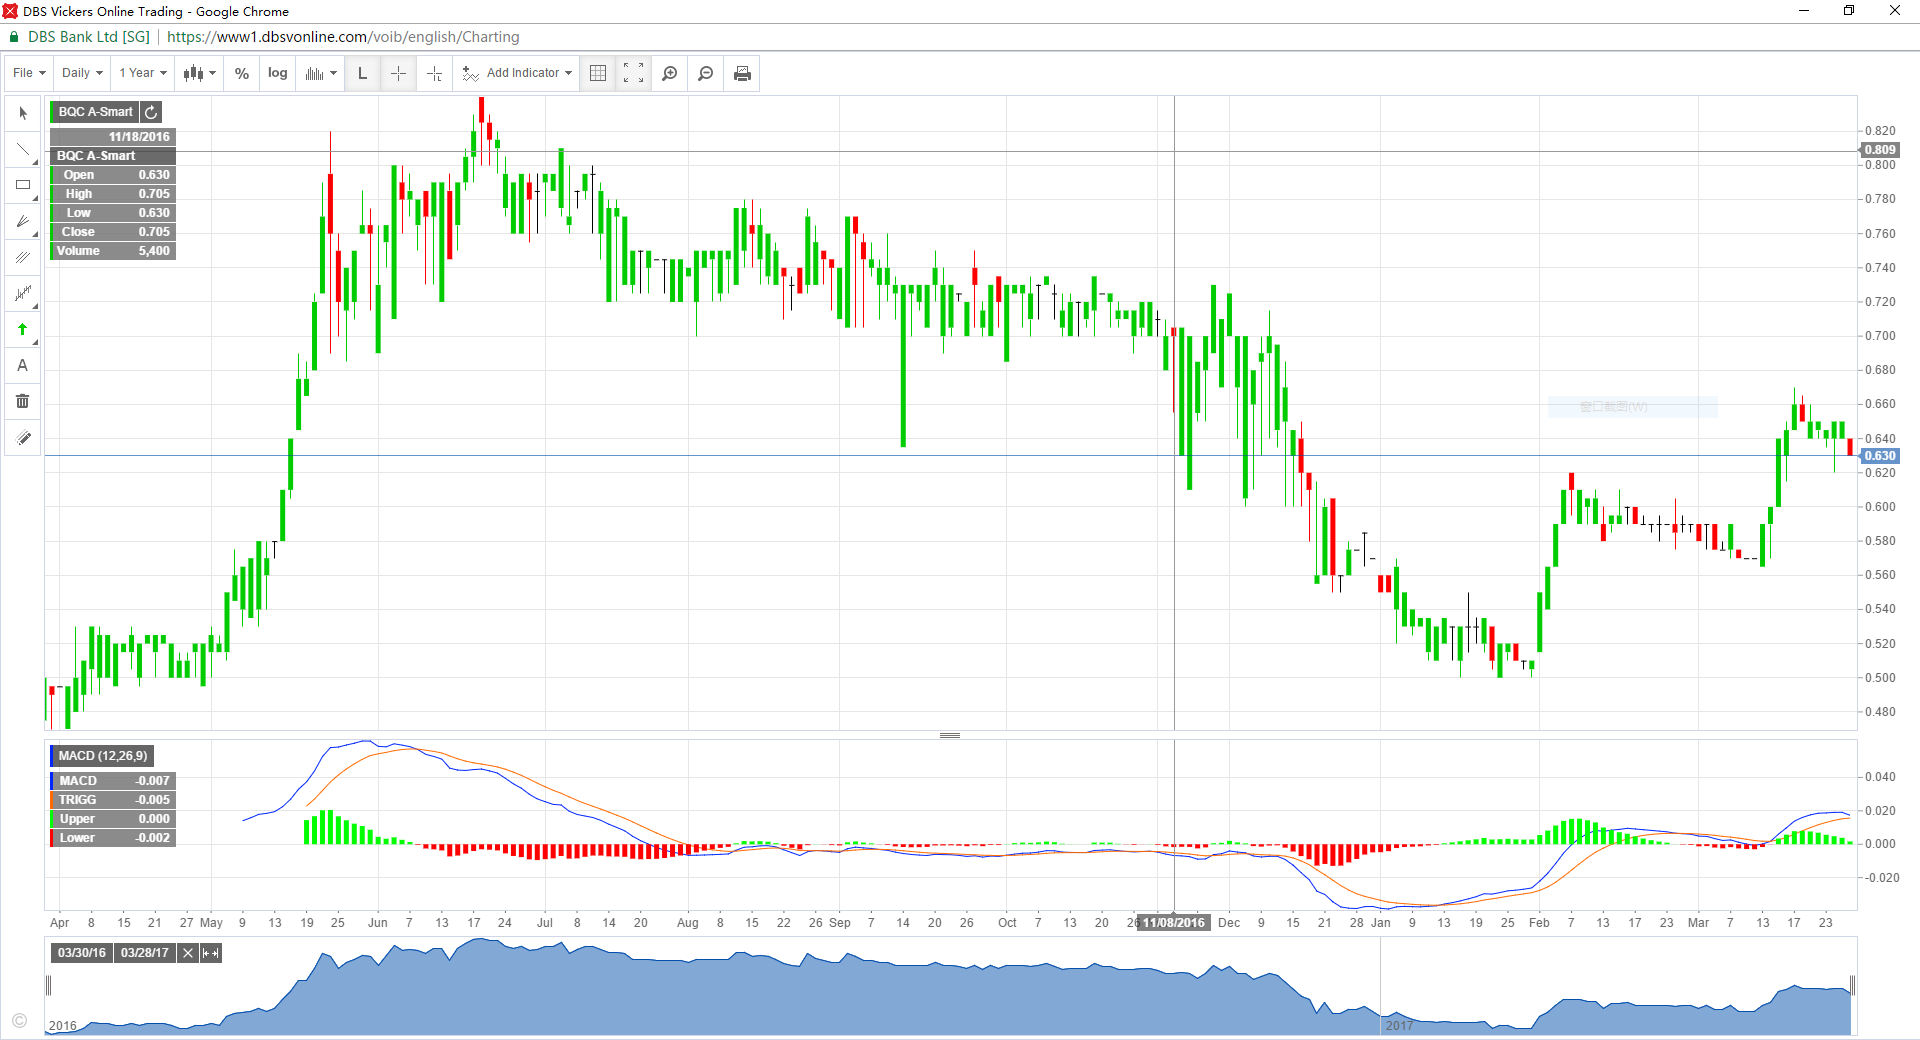 DBS Vickers Online Trading - Google Chrome
DBS Bank Ltd [SG] | https://www1.dbsvonline.com/voib/english/Charting
File Daily 1 Year % log L Add Indicator
A
BQC A-Smart
11/18/2016
BQC A-Smart
Open 0.630
High 0.705
Low 0.630
Close 0.705
Volume 5,400
0.820
0.809
0.800
0.780
0.760
0.740
0.720
0.700
0.680
0.660
0.640
0.630
0.620
0.600
0.580
0.560
0.540
0.520
0.500
0.480
窗口截图(W)
MACD (12,26,9)
MACD -0.007
TRIGG -0.005
Upper 0.000
Lower -0.002
0.040
0.020
0.000
-0.020
Apr 8 15 21 27 May 9 13 19 25 Jun 7 13 17 24 Jul 8 14 20 Aug 8 16 22 26 Sep 7 14 20 26 Oct 7 13 20 26 11/08/2016 Dec 9 15 21 28 Jan 9 13 19 25 Feb 7 13 17 23 Mar 7 13 17 23
03/30/16 03/28/17
2016 2017
©